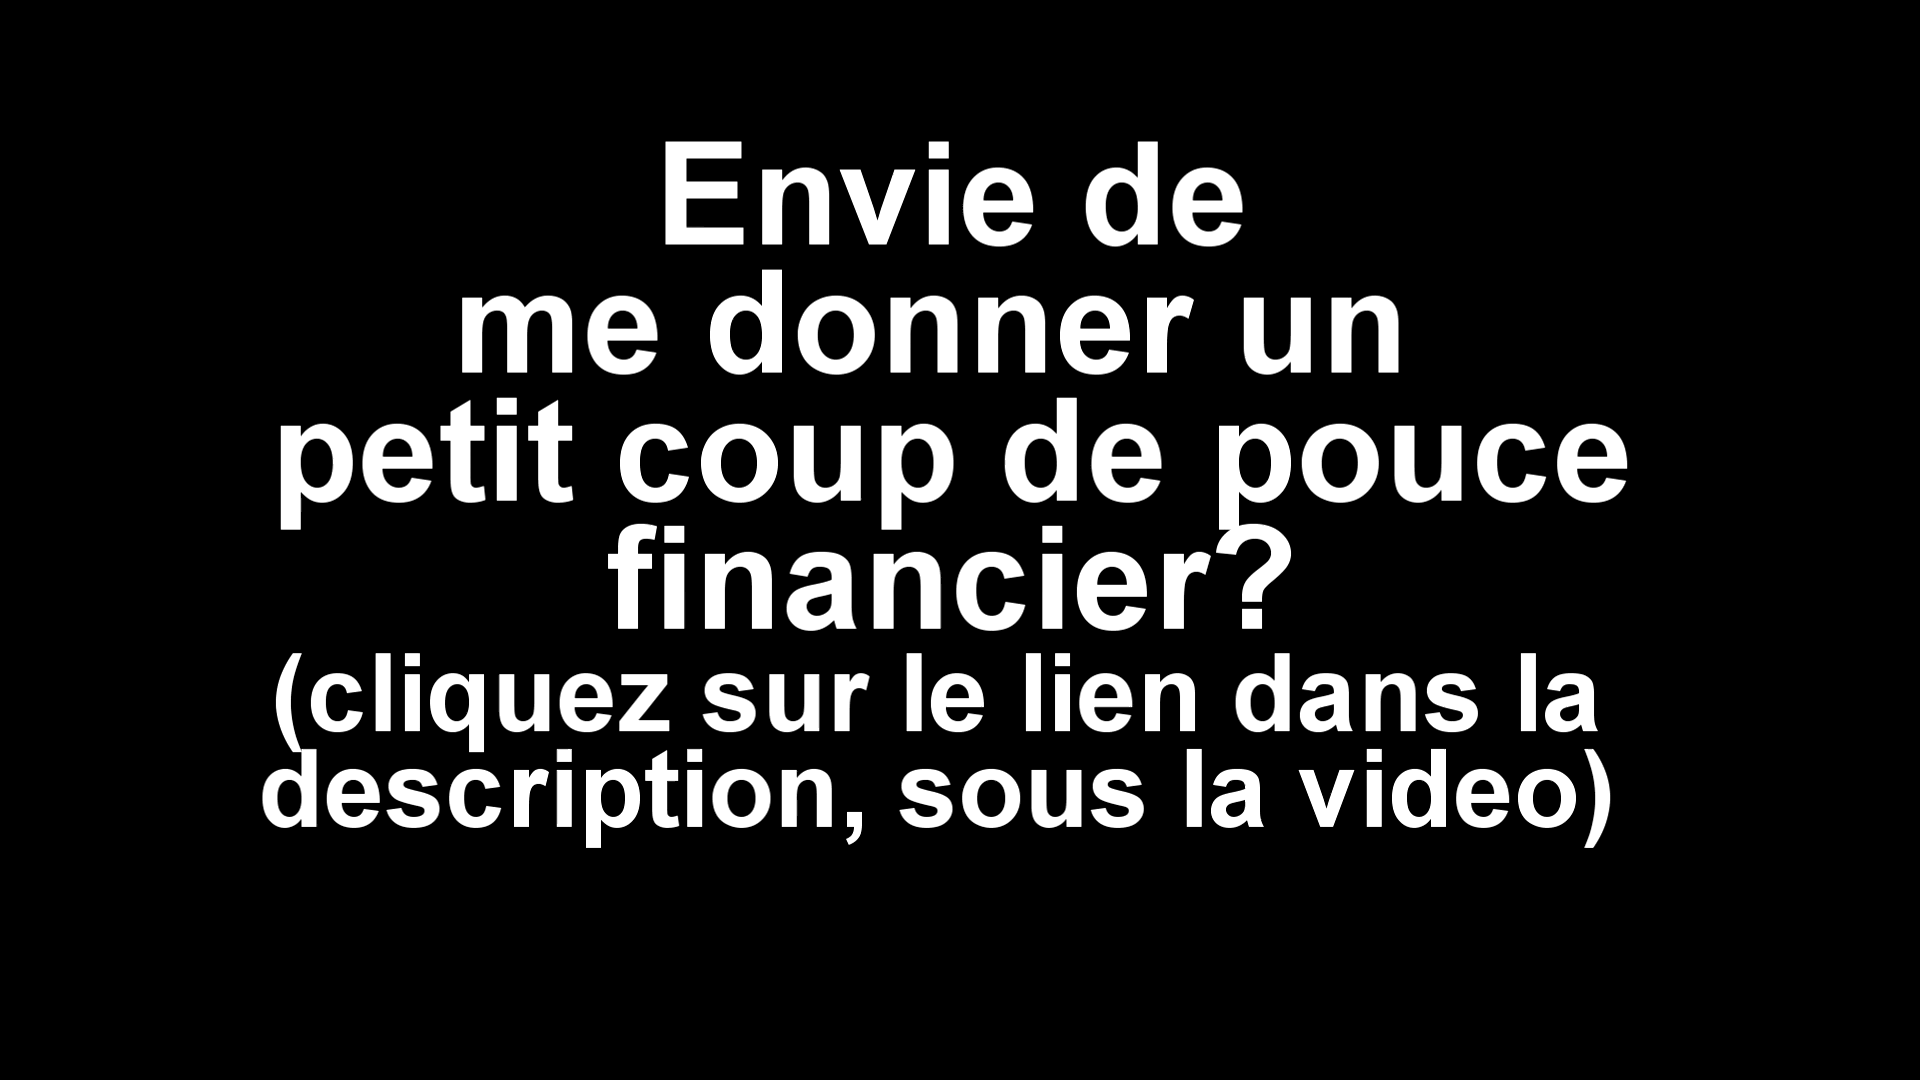 Envie de
me donner un
petit coup de pouce
financier?
(cliquez sur le lien dans la
description, sous la video)